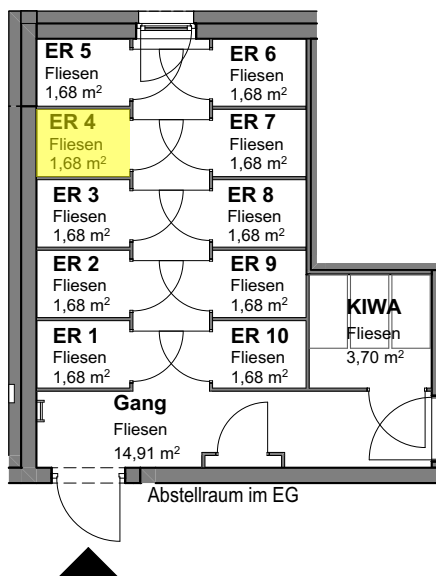 ER 5
Fliesen
1,68 m²
ER 6
Fliesen
1,68 m²
ER 4
Fliesen
1,68 m²
ER 7
Fliesen
1,68 m²
ER 3
Fliesen
1,68 m²
ER 8
Fliesen
1,68 m²
ER 2
Fliesen
1,68 m²
ER 9
Fliesen
1,68 m²
KIWA
Fliesen
3,70 m²
ER 1
Fliesen
1,68 m²
ER 10
Fliesen
1,68 m²
Gang
Fliesen
14,91 m²
Abstellraum im EG